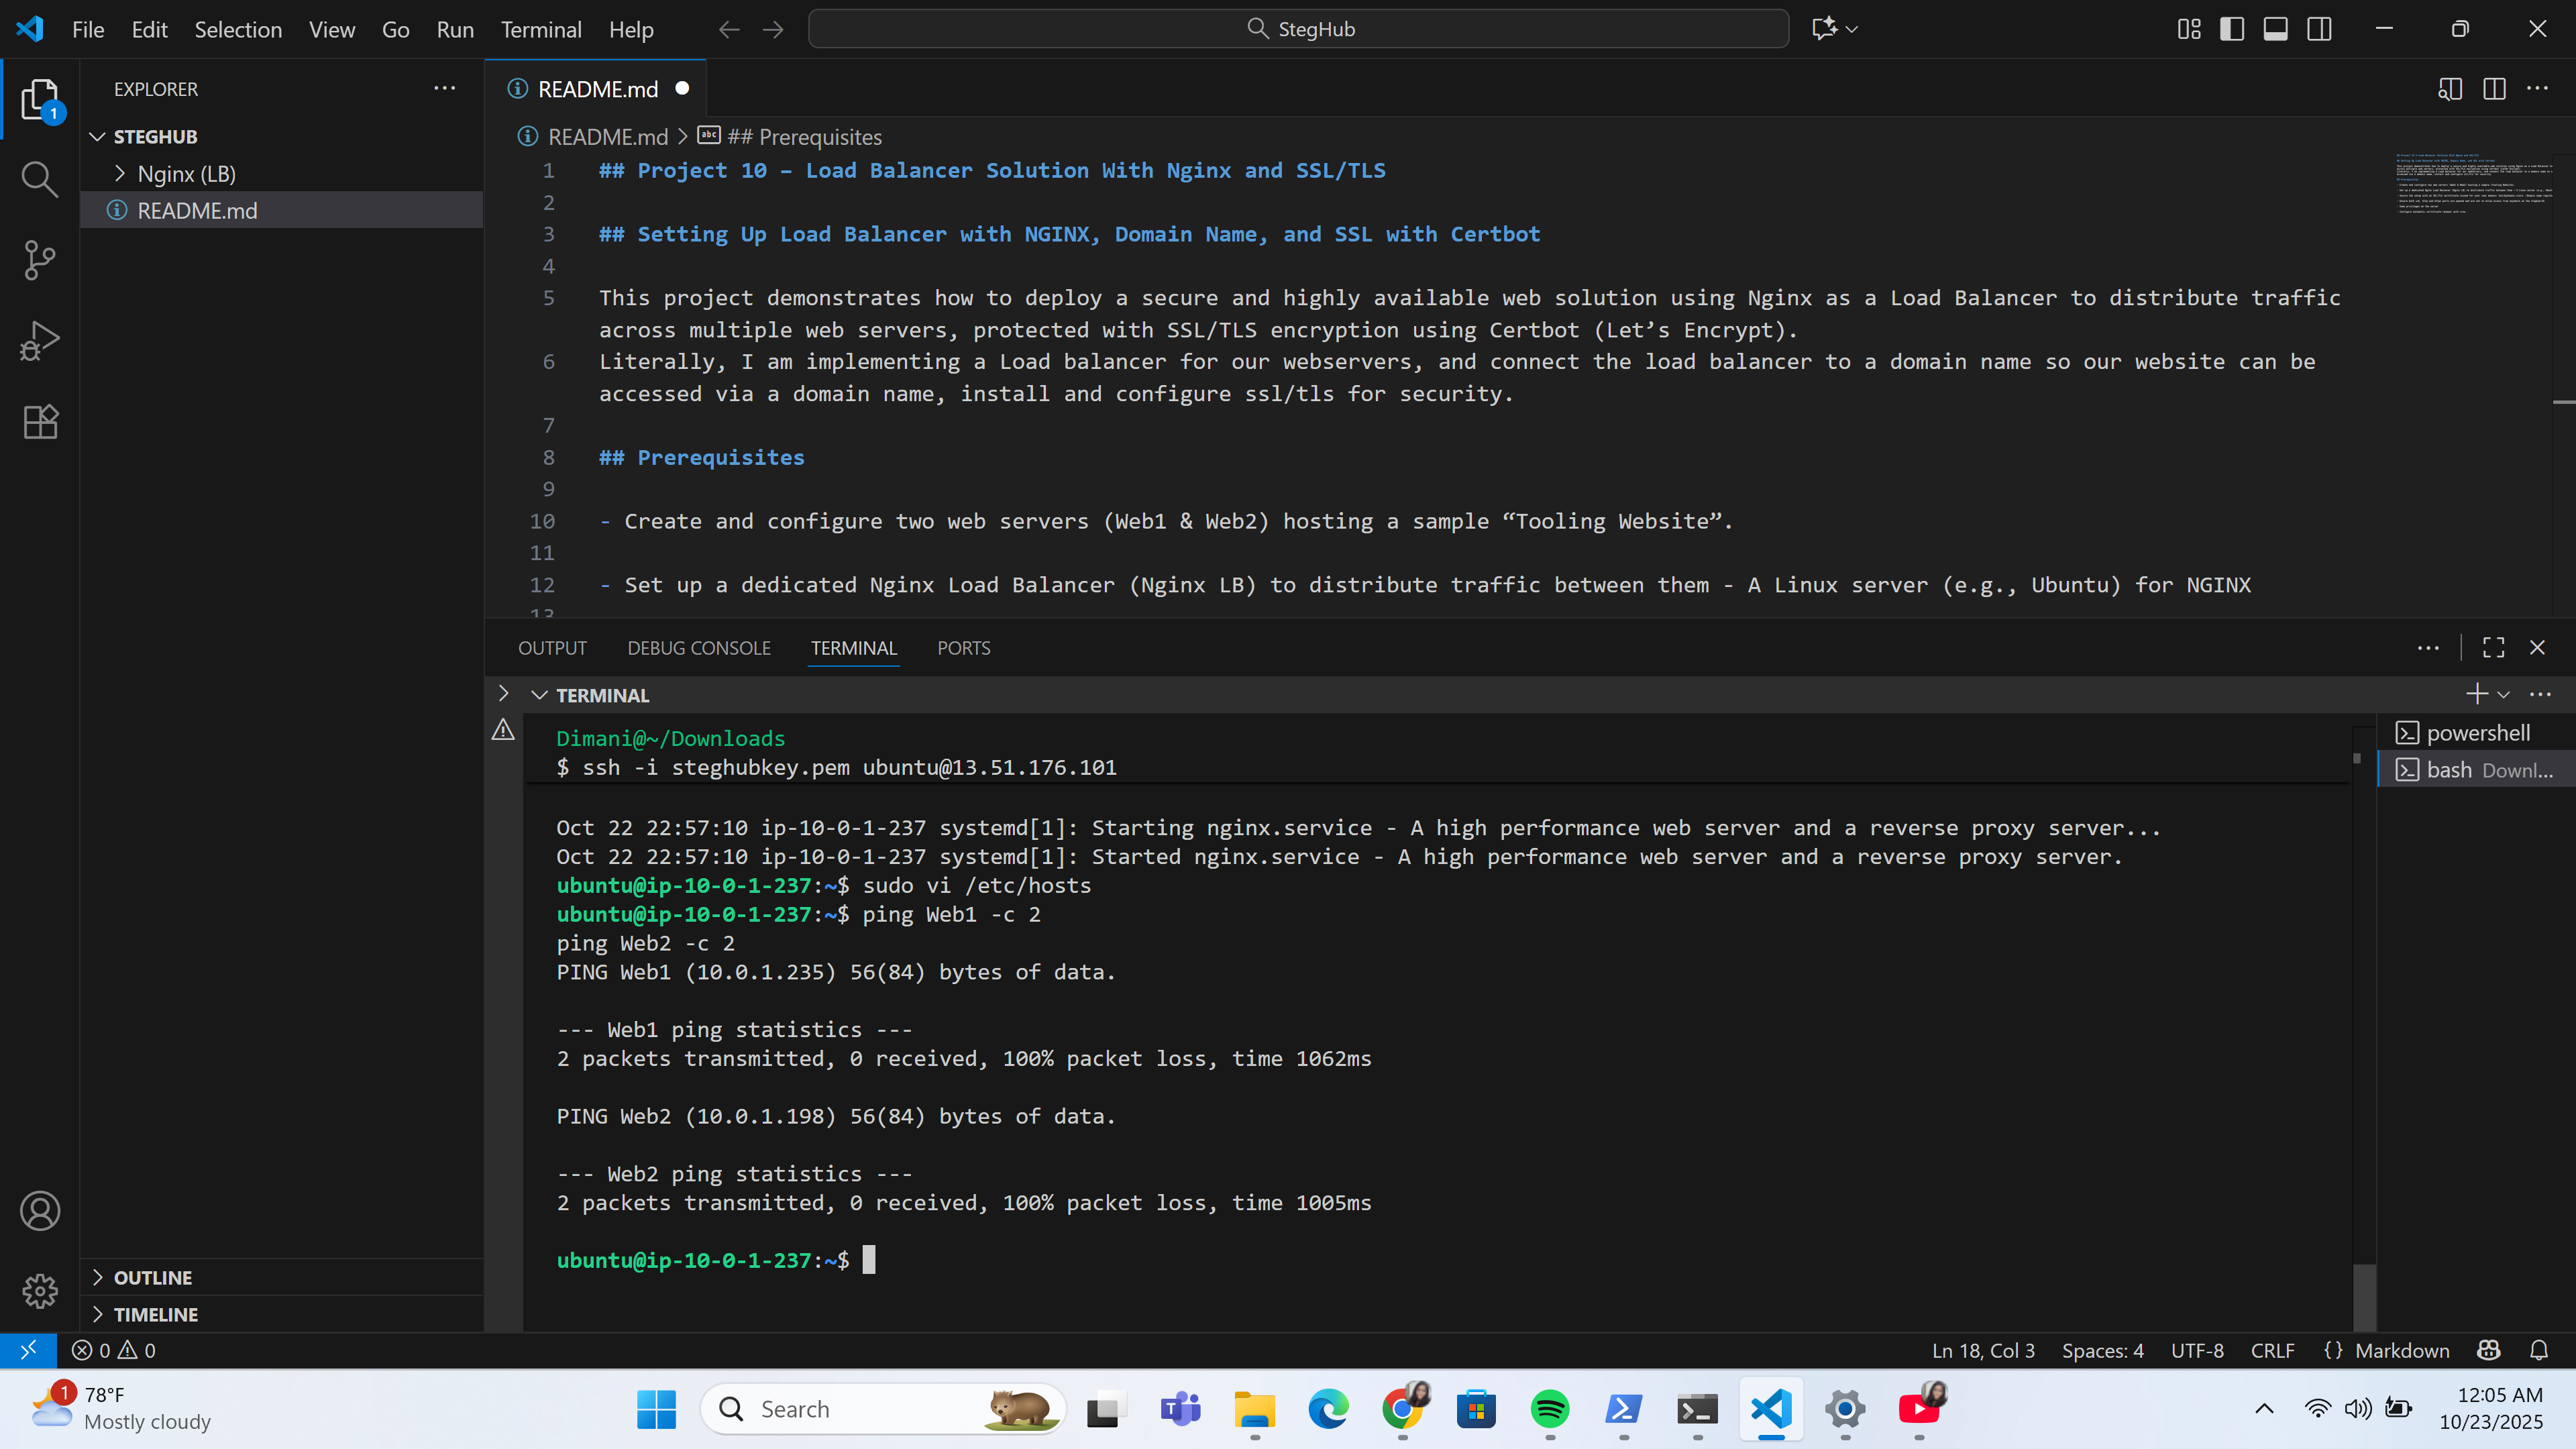 File Edit Selection View Go Run Terminal Help
StegHub
EXPLORER
1
STEGHUB
Nginx (LB)
README.md
OUTLINE
TIMELINE
README.md
README.md > ## Prerequisites
1 ## Project 10 – Load Balancer Solution With Nginx and SSL/TLS
2
3 ## Setting Up Load Balancer with NGINX, Domain Name, and SSL with Certbot
4
5 This project demonstrates how to deploy a secure and highly available web solution using Nginx as a Load Balancer to distribute traffic
across multiple web servers, protected with SSL/TLS encryption using Certbot (Let’s Encrypt).
6 Literally, I am implementing a Load balancer for our webservers, and connect the load balancer to a domain name so our website can be
accessed via a domain name, install and configure ssl/tls for security.
7
8 ## Prerequisites
9
10 - Create and configure two web servers (Web1 & Web2) hosting a sample “Tooling Website”.
11
12 - Set up a dedicated Nginx Load Balancer (Nginx LB) to distribute traffic between them - A Linux server (e.g., Ubuntu) for NGINX
13
OUTPUT DEBUG CONSOLE TERMINAL PORTS
TERMINAL
powershell
bash Downl...
Dimani@~/Downloads
$ ssh -i steghubkey.pem ubuntu@13.51.176.101
Oct 22 22:57:10 ip-10-0-1-237 systemd[1]: Starting nginx.service - A high performance web server and a reverse proxy server...
Oct 22 22:57:10 ip-10-0-1-237 systemd[1]: Started nginx.service - A high performance web server and a reverse proxy server.
ubuntu@ip-10-0-1-237:~$ sudo vi /etc/hosts
ubuntu@ip-10-0-1-237:~$ ping Web1 -c 2
ping Web2 -c 2
PING Web1 (10.0.1.235) 56(84) bytes of data.
--- Web1 ping statistics ---
2 packets transmitted, 0 received, 100% packet loss, time 1062ms
PING Web2 (10.0.1.198) 56(84) bytes of data.
--- Web2 ping statistics ---
2 packets transmitted, 0 received, 100% packet loss, time 1005ms
ubuntu@ip-10-0-1-237:~$
0 0
Ln 18, Col 3 Spaces: 4 UTF-8 CRLF {} Markdown
1
78°F
Mostly cloudy
Search
12:05 AM
10/23/2025